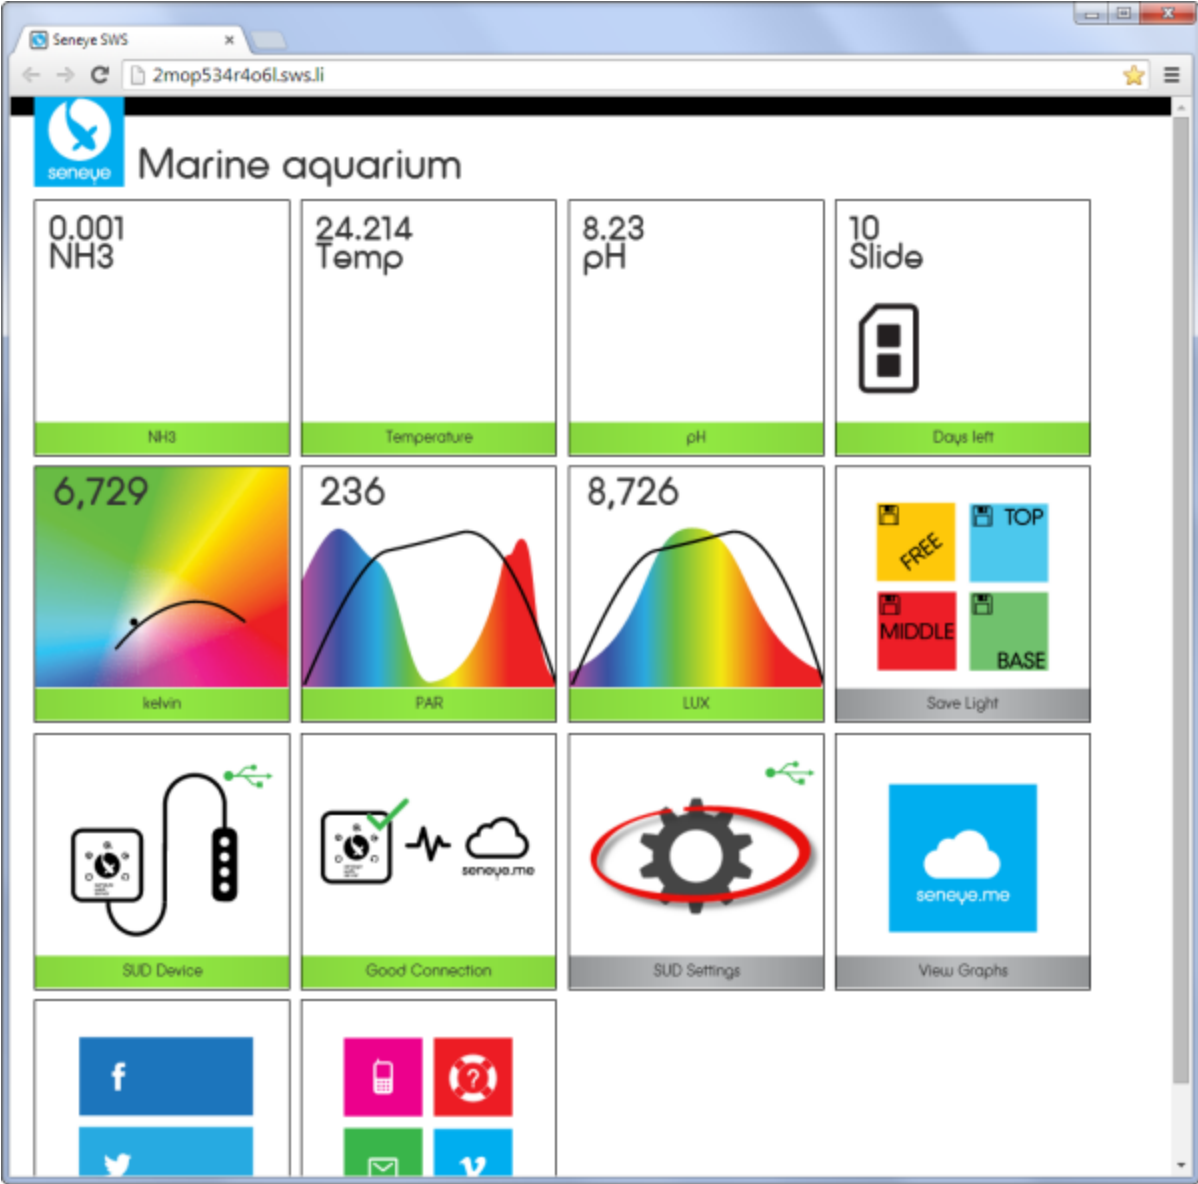 Seneye SWS
2mop534r4o6l.sws.li
seneye
Marine aquarium
0.001
NH3
NH3
24.214
Temp
Temperature
8.23
pH
pH
10
Slide
Days left
6,729
kelvin
236
PAR
8,726
LUX
FREE
TOP
MIDDLE
BASE
Save Light
SUD Device
seneye.me
Good Connection
SUD Settings
seneye.me
View Graphs